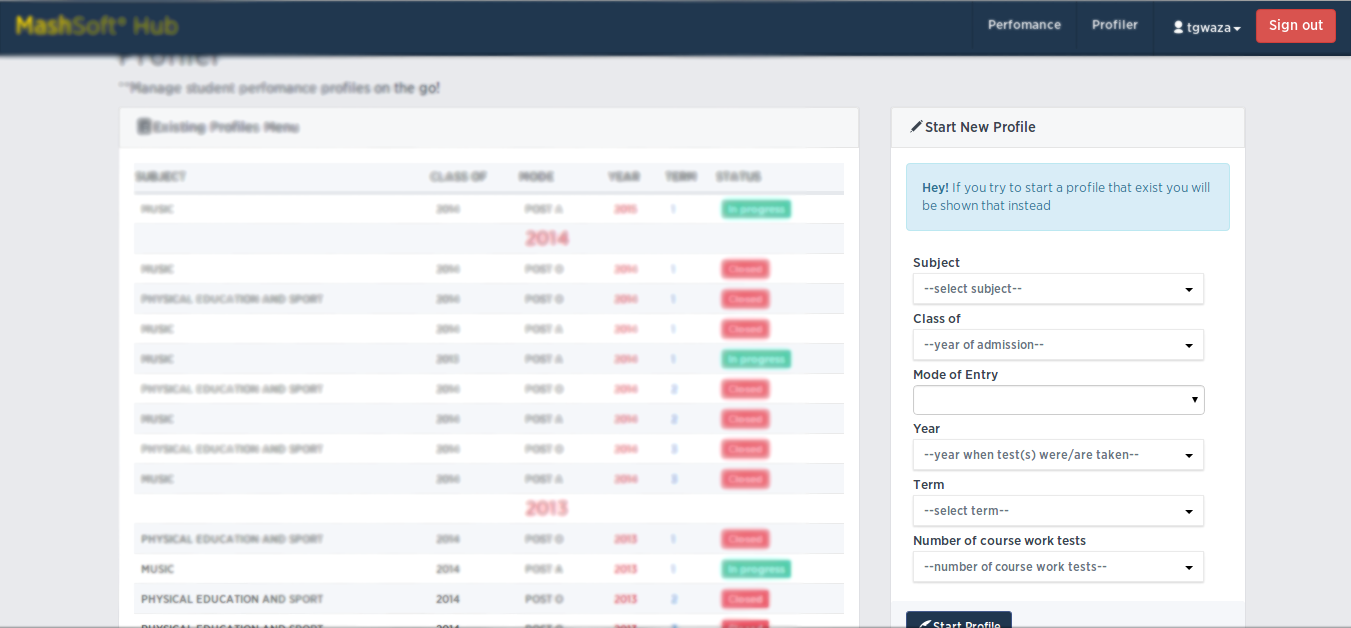 MashSoft® Hub
Perfomance
Profiler
tgwaza
Sign out
Profiler
"Manage student perfomance profiles on the go!
Existing Profiles Menu
SUBJECT CLASS OF MODE YEAR TERM STATUS
MUSIC 2014 POST A 2015 1 In progress
2014
MUSIC 2014 POST O 2014 1 Closed
PHYSICAL EDUCATION AND SPORT 2014 POST O 2014 1 Closed
MUSIC 2014 POST A 2014 1 Closed
MUSIC 2013 POST A 2014 1 In progress
PHYSICAL EDUCATION AND SPORT 2014 POST O 2014 2 Closed
MUSIC 2014 POST A 2014 2 Closed
PHYSICAL EDUCATION AND SPORT 2014 POST O 2014 3 Closed
MUSIC 2014 POST A 2014 3 Closed
2013
PHYSICAL EDUCATION AND SPORT 2014 POST O 2013 1 Closed
MUSIC 2014 POST A 2013 1 In progress
PHYSICAL EDUCATION AND SPORT 2014 POST O 2013 2 Closed
Start New Profile
Hey! If you try to start a profile that exist you will
be shown that instead
Subject
--select subject--
Class of
--year of admission--
Mode of Entry
Year
--year when test(s) were/are taken--
Term
--select term--
Number of course work tests
--number of course work tests--
Start Profile